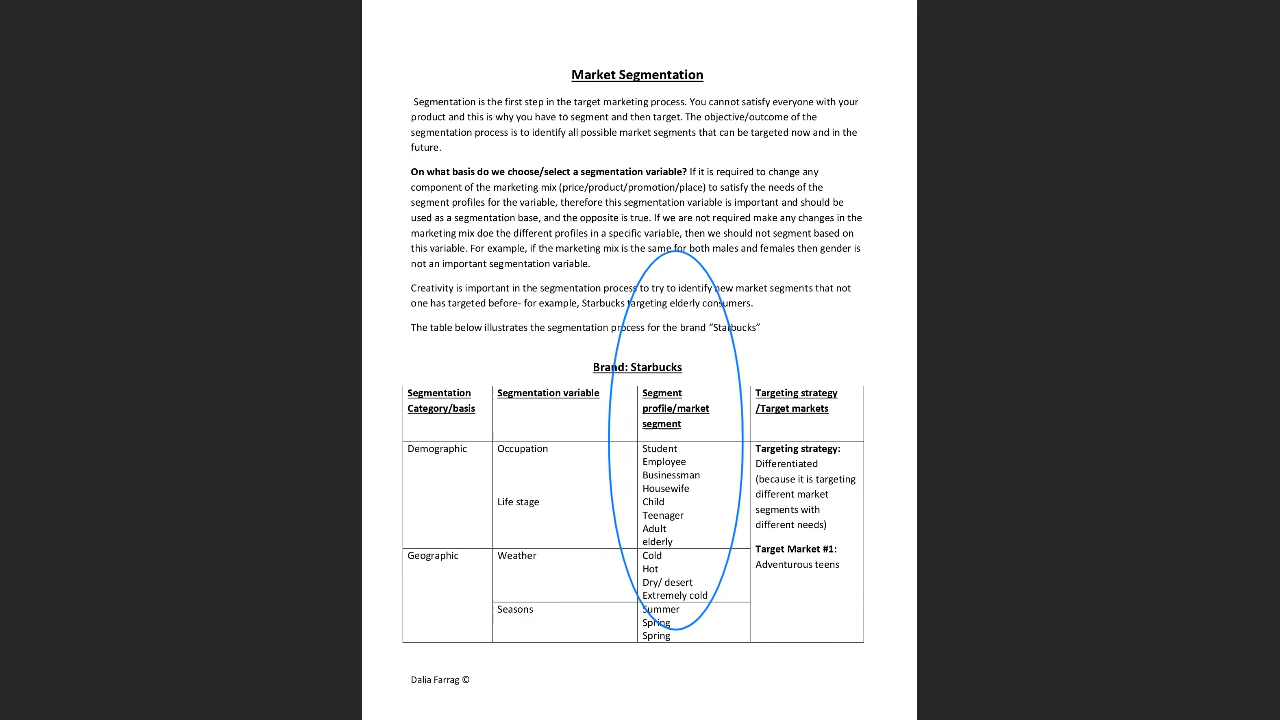 Market Segmentation
Segmentation is the first step in the target marketing process. You cannot satisfy everyone with your
product and this is why you have to segment and then target. The objective/outcome of the
segmentation process is to identify all possible market segments that can be targeted now and in the
future.
On what basis do we choose/select a segmentation variable? If it is required to change any
component of the marketing mix (price/product/promotion/place) to satisfy the needs of the
segment profiles for the variable, therefore this segmentation variable is important and should be
used as a segmentation base, and the opposite is true. If we are not required make any changes in the
marketing mix doe the different profiles in a specific variable, then we should not segment based on
this variable. For example, if the marketing mix is the same for both males and females then gender is
not an important segmentation variable.
Creativity is important in the segmentation process to try to identify new market segments that not
one has targeted before- for example, Starbucks targeting elderly consumers.
The table below illustrates the segmentation process for the brand “Starbucks”
Brand: Starbucks
Segmentation
Category/basis
Segmentation variable
Segment
profile/market
segment
Targeting strategy
/Target markets
Demographic
Occupation
Student
Employee
Businessman
Housewife
Life stage
Child
Teenager
Adult
elderly
Targeting strategy:
Differentiated
(because it is targeting
different market
segments with
different needs)
Target Market #1:
Adventurous teens
Geographic
Weather
Cold
Hot
Dry/ desert
Extremely cold
Seasons
Summer
Spring
Spring
Dalia Farrag ©